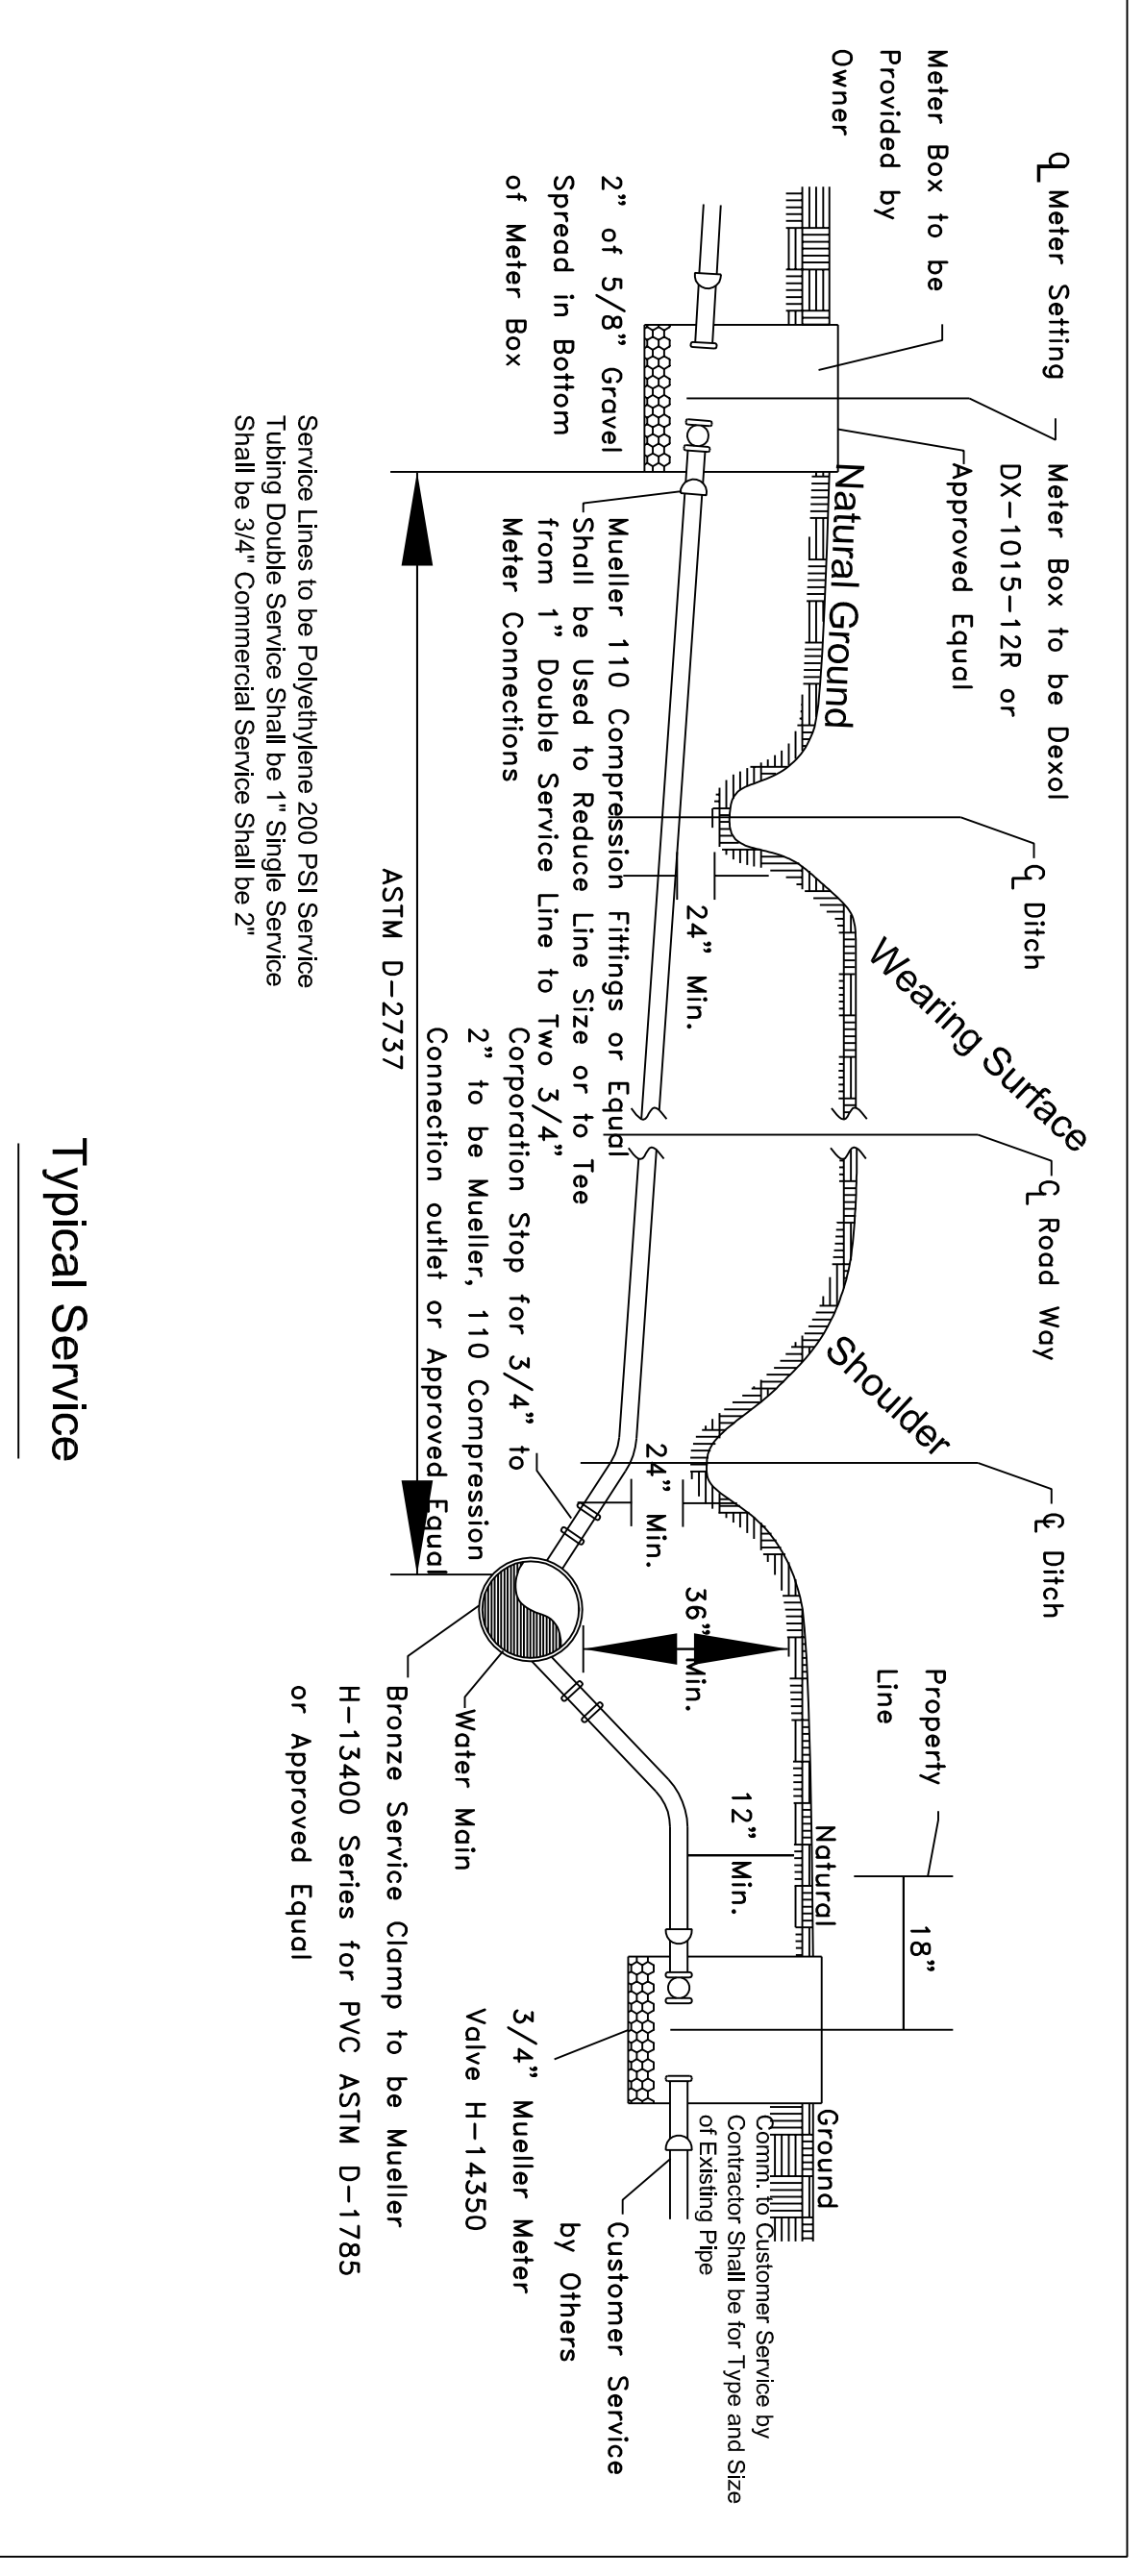 ℄ Meter Setting
Meter Box to be
Provided by
Owner
Meter Box to be Dexol
DX-1015-12R or
Approved Equal
℄ Ditch
℄ Road Way
℄ Ditch
Property
Line
18"
Natural Ground
Wearing Surface
Shoulder
Natural
Ground
24" Min.
24" Min.
36" Min.
12" Min.
2" of 5/8" Gravel
Spread in Bottom
of Meter Box
Mueller 110 Compression Fittings or Equal
Shall be Used to Reduce Line Size or to Tee
from 1" Double Service Line to Two 3/4"
Meter Connections
Corporation Stop for 3/4" to
2" to be Mueller, 110 Compression
Connection outlet or Approved Equal
ASTM D-2737
Comm. to Customer Service by
Contractor Shall be for Type and Size
of Existing Pipe
Customer Service
by Others
3/4" Mueller Meter
Valve H-14350
Water Main
Bronze Service Clamp to be Mueller
H-13400 Series for PVC ASTM D-1785
or Approved Equal
Service Lines to be Polyethylene 200 PSI Service
Tubing Double Service Shall be 1" Single Service
Shall be 3/4" Commercial Service Shall be 2"
Typical Service